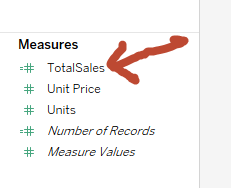 Measures
TotalSales
Unit Price
Units
Number of Records
Measure Values